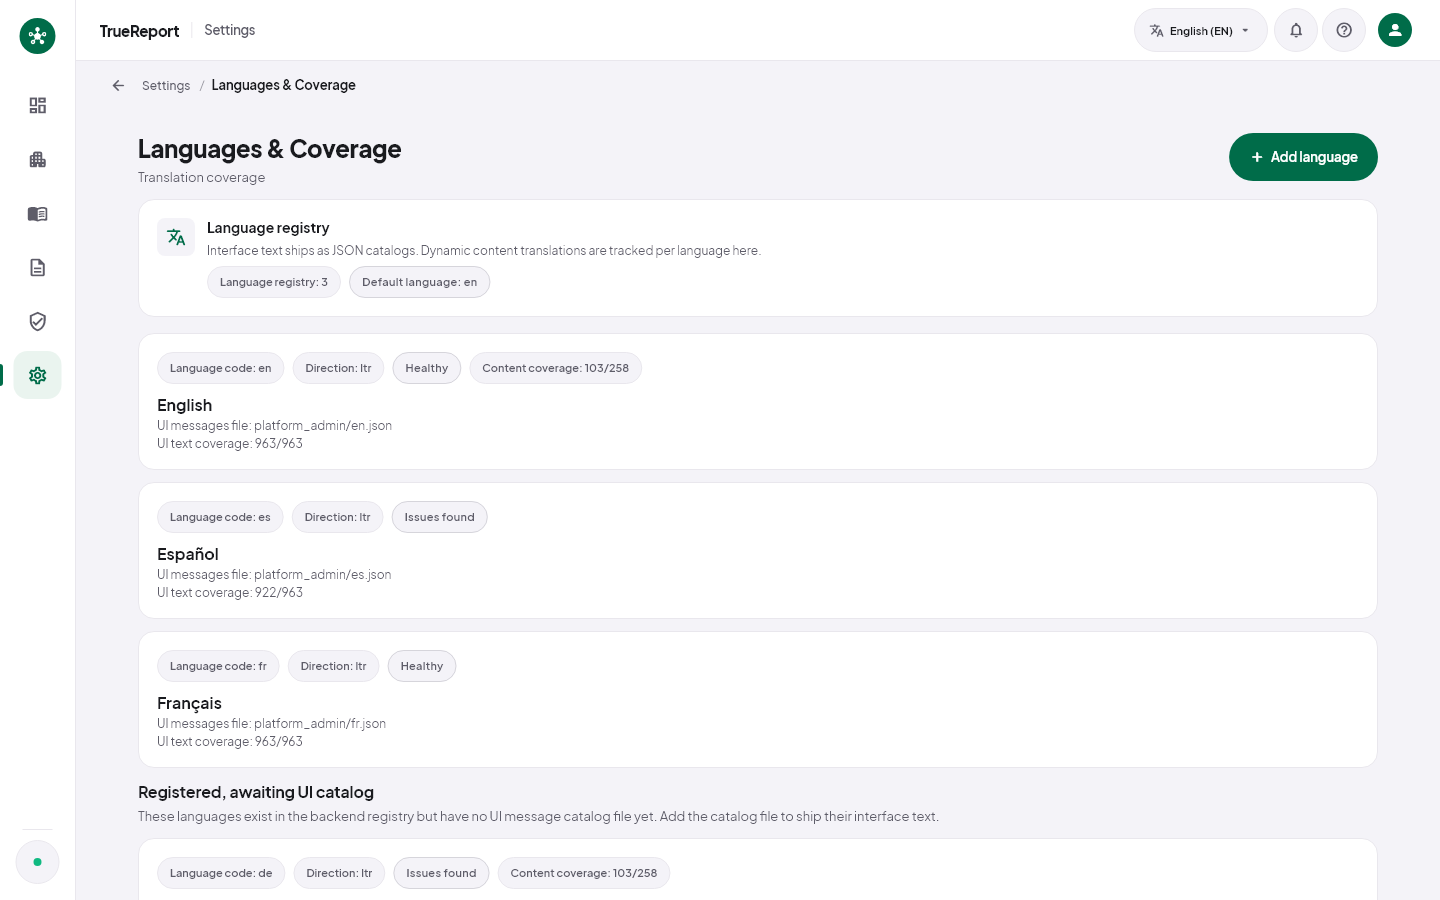 TrueReport
Settings
English (EN)
Settings / Languages & Coverage
Languages & Coverage
Translation coverage
+ Add language
Language registry
Interface text ships as JSON catalogs. Dynamic content translations are tracked per language here.
Language registry: 3
Default language: en
Language code: en
Direction: ltr
Healthy
Content coverage: 103/258
English
UI messages file: platform_admin/en.json
UI text coverage: 963/963
Language code: es
Direction: ltr
Issues found
Español
UI messages file: platform_admin/es.json
UI text coverage: 922/963
Language code: fr
Direction: ltr
Healthy
Français
UI messages file: platform_admin/fr.json
UI text coverage: 963/963
Registered, awaiting UI catalog
These languages exist in the backend registry but have no UI message catalog file yet. Add the catalog file to ship their interface text.
Language code: de
Direction: ltr
Issues found
Content coverage: 103/258